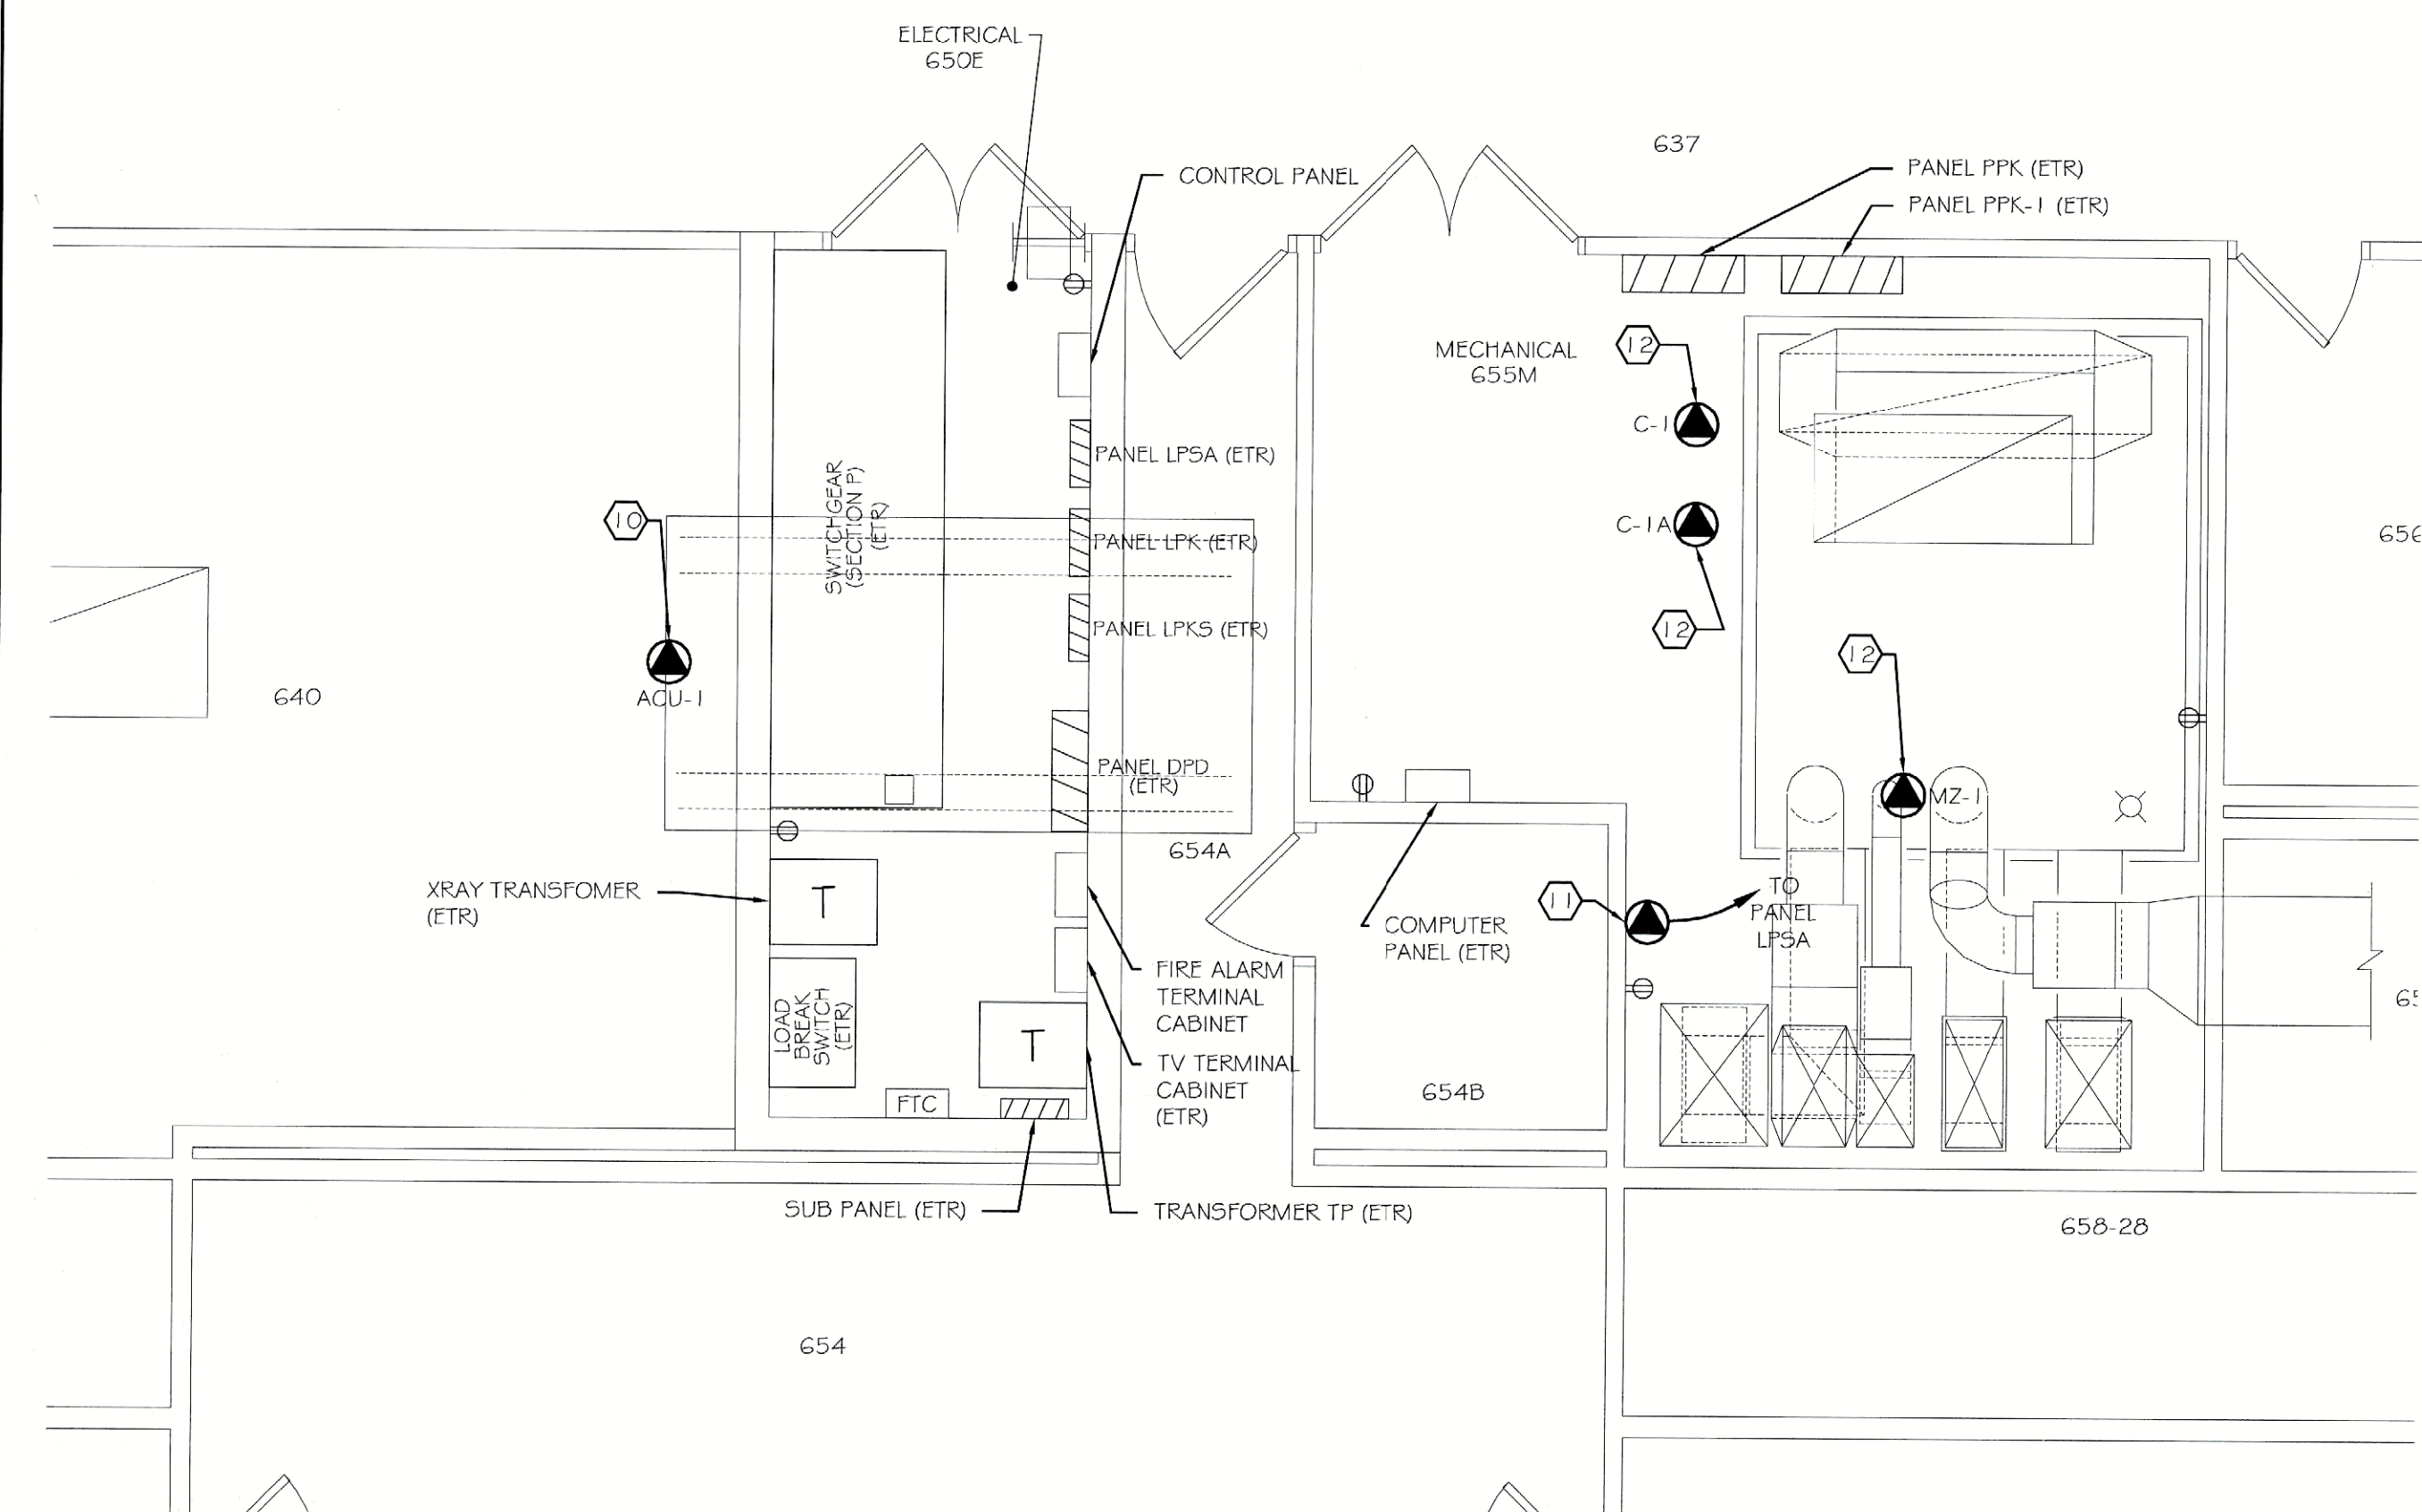 ELECTRICAL
650E
637
CONTROL PANEL
PANEL PPK (ETR)
PANEL PPK-1 (ETR)
MECHANICAL
655M
12
C-1
PANEL LPSA (ETR)
SWITCHGEAR
(SECTION P)
(ETR)
10
C-1A
PANEL LPK (ETR)
PANEL LPKS (ETR)
12
12
640
ACU-1
PANEL DPD
(ETR)
MZ-1
654A
XRAY TRANSFOMER
(ETR)
T
11
TO
PANEL
LPSA
COMPUTER
PANEL (ETR)
FIRE ALARM
TERMINAL
CABINET
LOAD
BREAK
SWITCH
(ETR)
T
TV TERMINAL
CABINET
(ETR)
FTC
654B
SUB PANEL (ETR)
TRANSFORMER TP (ETR)
658-28
654